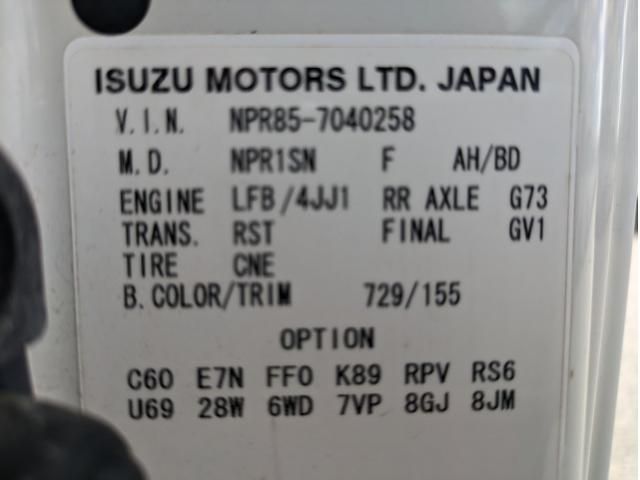 ISUZU MOTORS LTD. JAPAN
V.I.N. NPR85-7040258
M.D. NPR1SN F AH/BD
ENGINE LFB/4JJ1 RR AXLE G73
TRANS. RST FINAL GV1
TIRE CNE
B.COLOR/TRIM 729/155
OPTION
C60 E7N FF0 K89 RPV RS6
U69 28W 6WD 7VP 8GJ 8JM